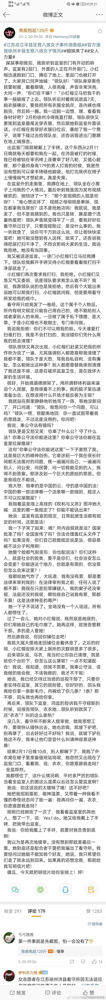 09:21
微博正文
我能抱起120斤
22-2-20 09:00 来自 HarmonyOS设备
#江苏成立丰县生育八孩女子事件调查组##官方通
报徐州丰县生育八孩女子情况##姐妹来了##女人
力量#
屎尿事刚做完，我就听到监室的门有开动的响
声。监室有2层门，外面的人正在开外扇门。小红
帽迅速跑到门口，蹲在了地上。里层门也被打开
了。大家异口同声地喊：“领队好！”领队身穿黑色
民警制服，戴着眼镜，人很高瘦，声音非常洪亮，
大呵一声：“你们在干嘛？！”小红帽立马把我干的
事一股脑报了上去。领队听后对着我说进监7天，
脱衣服裸诊。要我把所有衣服全脱尽，连内裤也得
脱完，然后转一圈。我一边脱一边想，嘿，看看我
身材好吧？2月的徐州冷得我直打颤，领队很快又
要我到监室最尾去穿衣服，然后跟她到监室外面谈
话。小红帽在我穿好衣服归位后，塞给了我一个凳
子，说等下提过去给领队坐，还告诉我进出门要蹲
在地上喊报告。
出监室门我就被戴上了手铐。这个东西从2月11
日晚就每天都要和我在一起。在沛县被打的时候，
我已经被锁在审讯椅上连番审了好几轮，又值心脏
疼，那个最帅身高179的男人打我的时候，我居然
没有想到可以拿手铐砸他脑袋。他打完我伏在椅子
上慢慢喘气才想起来。真是失策。
在监室外的走廊里，我蹲在地上，领队坐在小凳
子上问我的个人情况。最后听到我是因为发布视频
被抓的，她惊讶了一下：“那个发视频的人就是你
呀？！”我心想这坏了，视频之母明明是拳妹，现
在都拿我当原创？这不是抢她功吗！我就说，我是
发了，但不是我搞到的。我也只是转，算是蹭个流
量热度吧！领队声音就变得平了一点，要我好好在
看守所过日子，只要按规矩过，是没什么事的。我
一听就急了，说你可千万别这么说，你让我快快滚
蛋吧！她可能没想到有人这样，就笑了。还告诉我
得把尿打扫干净了，不然会影响大家的生活。我说
我拒绝。她没有当回事。
我又被送进监室。一进门小红帽们立马拉我蹲
下。领队给我解开手铐交待小红帽要看着我打扫干
净尿就走了。
小红帽们再次要求我打扫，我拒绝。小红帽们又
急又气又委屈，说是领队要求我怎么敢不听？我
说，我跟领队说的也是我拒绝。然后有个大姐出来
说她可以帮我打扫，小红帽就问我，但是要用看守
所发给我的纸巾。
看守所只给我发了一卷纸。这个属于个人物品。
所内有明文规定只能自己用自己的，绝不能给别人
或者拿别人的来用。一旦做了属于私下馈赠，是大
罪。于是小红帽也不敢做主，专门来问我。
我说我拒绝！你们不可以用我的纸。今天谁爱打
扫谁打扫，我是不会打扫的，我没错你们凭什么用
我的纸去清理？
领队很快又再次出现，小红帽们赶紧又把我的所
作所为说了一遍，尤其强调别人都愿意帮我清理了
我都不要。领队于是大怒，骂我自私自利，没有廉
耻，怎么能做出这种事？别人都愿意替我承担清理
了我还是不肯，这是在破坏监室卫生，是在毁坏大
家的生活环境。
很好，开始搞道德绑架了。用所谓群体利益来逼
迫个人屈服，是我很看不上的事。我的脑子里迅速
准备出击，在想该用什么开场才能反客为主呢？
我就站在那里静静地听她骂了一阵，等她没新词
了，开口问道：“领队，我想问你一个问题，可以
吗？”领队一愣，很鄙夷地回：你一直试图带着我
的思路走，不过这是没用的。你问吧！
我说，奉公守法有错吗？
领队更是又怒又笑：你奉了什么公？守了什么
法？你奉公守法你能进这里？你奉公守法你能在监
室里拉屎撒尿？
这句“你奉公守法你能进这里”一下子激怒了我。
这是我巨大的精神创伤。它牵涉到一个我在很长时
间都无法面对的问题，我一遍遍问自己，一遍遍问
别人，问公安，问民警，问一切我能见到的人，我
得不到答案。那涉及到一个巨大的原始的罪恶。但
是我现在不能说。
我大怒：我奉的是中国的公，守的是中国的法！
中国的哪一部法律哪一个法条哪一款细则，规定人
不可以拉屎撒尿？！
我指着监室墙上高挂的《权利与义务》图冲她大
喊：这里的哪一条规定了？你能不能说出来？
她说：监室有监室的规定，日常起居生活都有规
定的时间。这就是法！
我一下子笑了起来：哦？所内自规就是法？国家
批准了吗？全国宣传了吗？合法合理盖红头文件了
吗？如果没有，你们自己就做规定说是法，很容易
被不法分子利用啊！
她整个脸都气到变形：你也配说法？你们这种
人，就是社会的败类，要不是你们，社会治安怎么
会变差？你能进这个地方，你就是有罪的，你没罪
你怎么会来这里？！
我都给她气炸了，大吼道：我有没有罪，那是要
法律来审判我的！在法律审判我之前，任何人说了
都不算！我现在只是犯罪嫌疑人，我的案子还没审
呢，法庭还没判我呢，哪怕我自己说我有罪，那都
不算！这是法律神圣的尊严！
她一下子不说话了。全场没有一个人说话。所有
人都愣住了。
过了一会儿，她对小红帽说，既然尿是她尿的，
你们用她自己的毛巾擦了。她再这样，就报告管教
干部。多的是人管她！
然后跟我说，你回你铺位去吧！
我就大摇大摆地走回铺位坐着休息了。之后的时
间，小红帽安排大家上厕所的次数明显多了很多。
后来领队说，乌衣，我当时让你自己清理，就是
给你个台阶下，你怎么这么犟呢？一点不知道配
合！我说，我知道，但我不需要。我奉公守法，该
我做的我会做，不该我做的，我才不干呢！
她说，我已经交待过当班的巡视干部了，只要你
老实待在监室，其它的就别管。你好好的，回头我
再给你拿一条新毛巾。内裤给了你几条？1条？那
不够，回头我也再给你拿。
再后来，领队下监室，同监的控诉我不守规矩的
时候，说报告领队，衣衣她…领队听到就笑了：
还“衣衣”？叫的这么亲热？
没几天，看守所不断来人提审我，做我思想工
作，要我快认错快出去。她也劝我，就坡下驴吧，
别再犟了，出去好好过不好吗？我说，就坡下驴在
我这不存，我来让他们尝尝什么叫请神容易送神
难！
结果2月17日晚10点，别人都睡下了，我脱了外
衣窝在被子里准备值班站岗呢，她忽然又出现在了
监室门口，看着我，说：衣衣，你愿意跟我走吗？
全监哗然。
我都愣住了，这什么情况啊，平时多严厉的领队
当着全监室人的面这么温柔以后还怎么管监室啊？
我说：你这话说的太暧昧了哦！这不好吧？
她把我招到面前，眼神温柔，又带着一种我看不
懂的奇怪状态问了我一遍：我再问你一遍，衣衣，
你愿意跟我走吗？
刚刚已经婉拒了一次了，我看看监室里的其他
人，想了一下，说：Yes.I do。她又给我戴上了手
铐，把我带出监室。
我说：你给我戴上了手环，就要对我负责到底
啊！
我以为是再次地提审。没有想到那就是最后一
面。她到底还是配合老干警把我骗出了看守所。我
曾经问过她能不能加我个好友，她说，我只希望你
们走了就永远别回来。如果真的还想念我，那就给
我写明信片吧！
傻瓜，今天就把明信片给你安排上！哼！
转发 297 评论 179 赞 1283
按热度
弓弓茜茜
第一件事就是先截图，怕一会没有了
我能抱起120斤 博主：懂事
2-20 09:06 76
伊利毕力格
女志愿者在江苏徐州沛县看守所因无法适应
转发 评论 赞